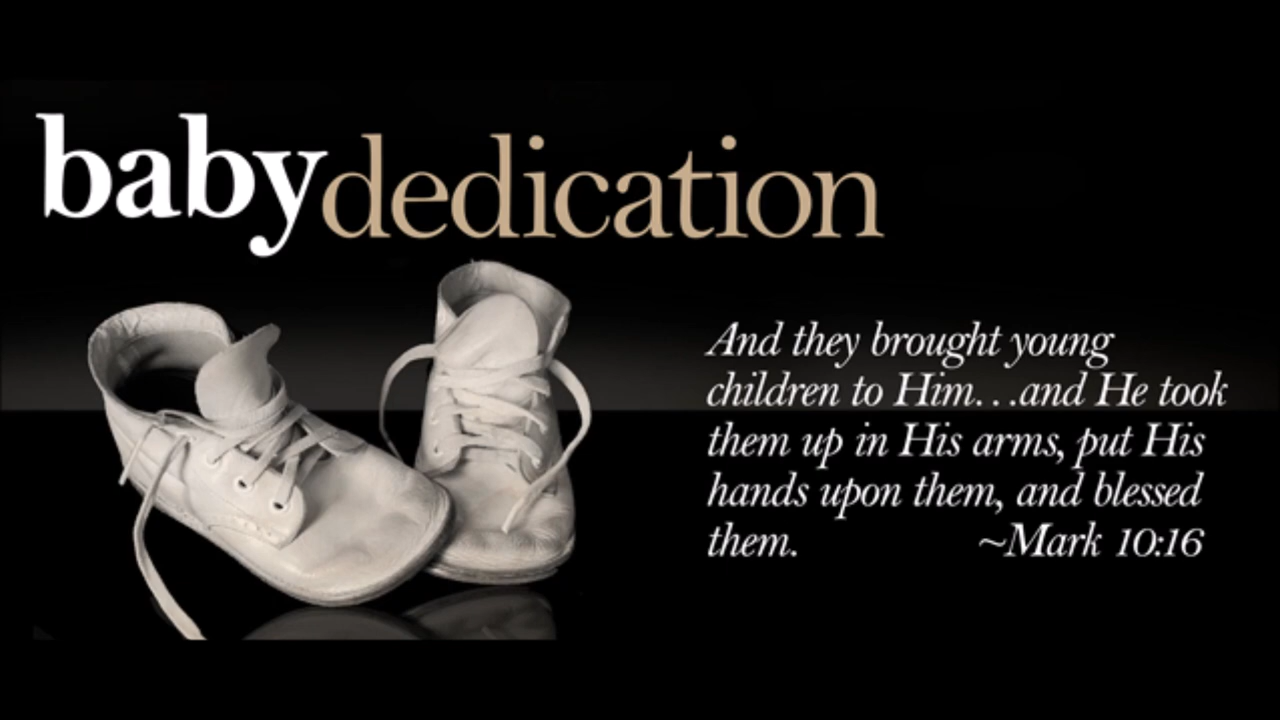 babydedication
And they brought young
children to Him...and He took
them up in His arms, put His
hands upon them, and blessed
them. ~Mark 10:16